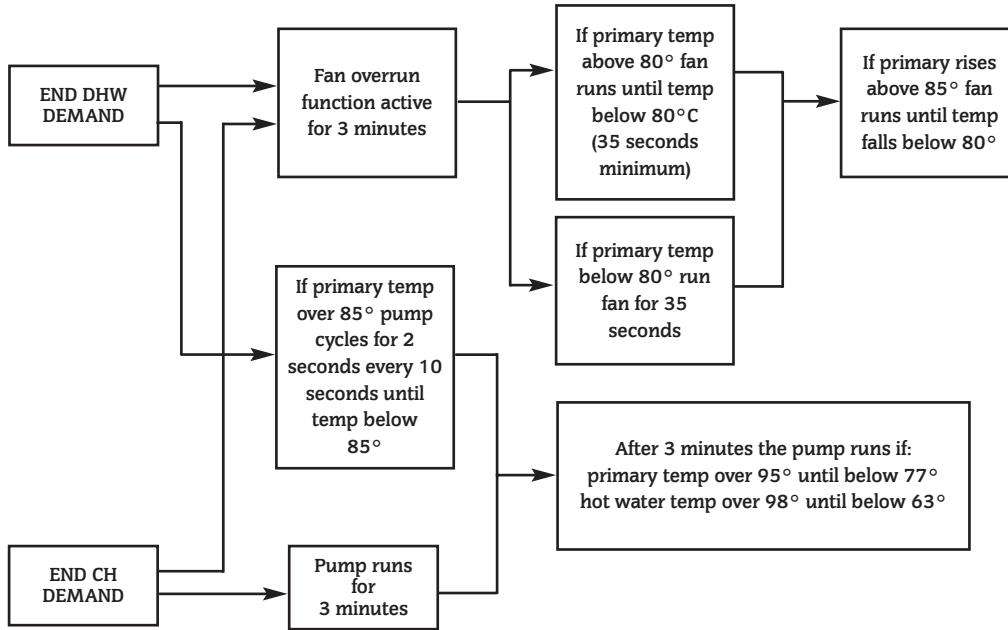 END DHW
DEMAND
Fan overrun
function active
for 3 minutes
If primary temp
above 80° fan
runs until temp
below 80°C
(35 seconds
minimum)
If primary rises
above 85° fan
runs until temp
falls below 80°
If primary temp
below 80° run
fan for 35
seconds
If primary temp
over 85° pump
cycles for 2
seconds every 10
seconds until
temp below
85°
After 3 minutes the pump runs if:
primary temp over 95° until below 77°
hot water temp over 98° until below 63°
END CH
DEMAND
Pump runs
for
3 minutes